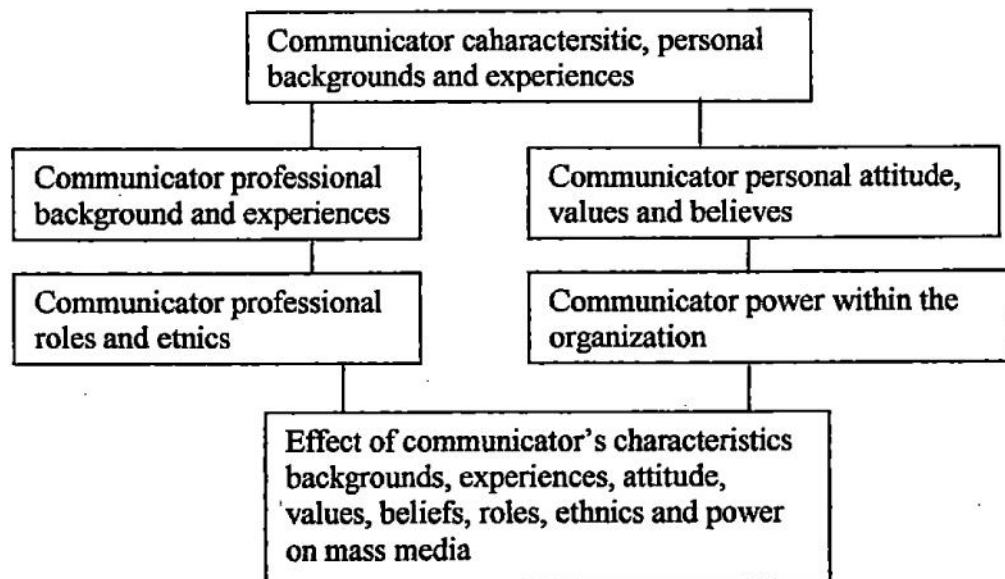 Communicator caharactersitic, personal
backgrounds and experiences
Communicator professional
background and experiences
Communicator personal attitude,
values and believes
Communicator professional
roles and etnics
Communicator power within the
organization
Effect of communicator's characteristics
backgrounds, experiences, attitude,
values, beliefs, roles, ethnics and power
on mass media